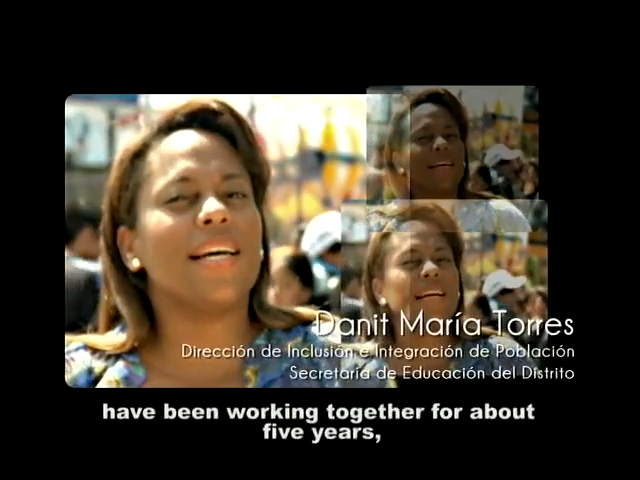 Danit María Torres
Dirección de Inclusión e Integración de Población
Secretaría de Educación del Distrito
have been working together for about
five years,